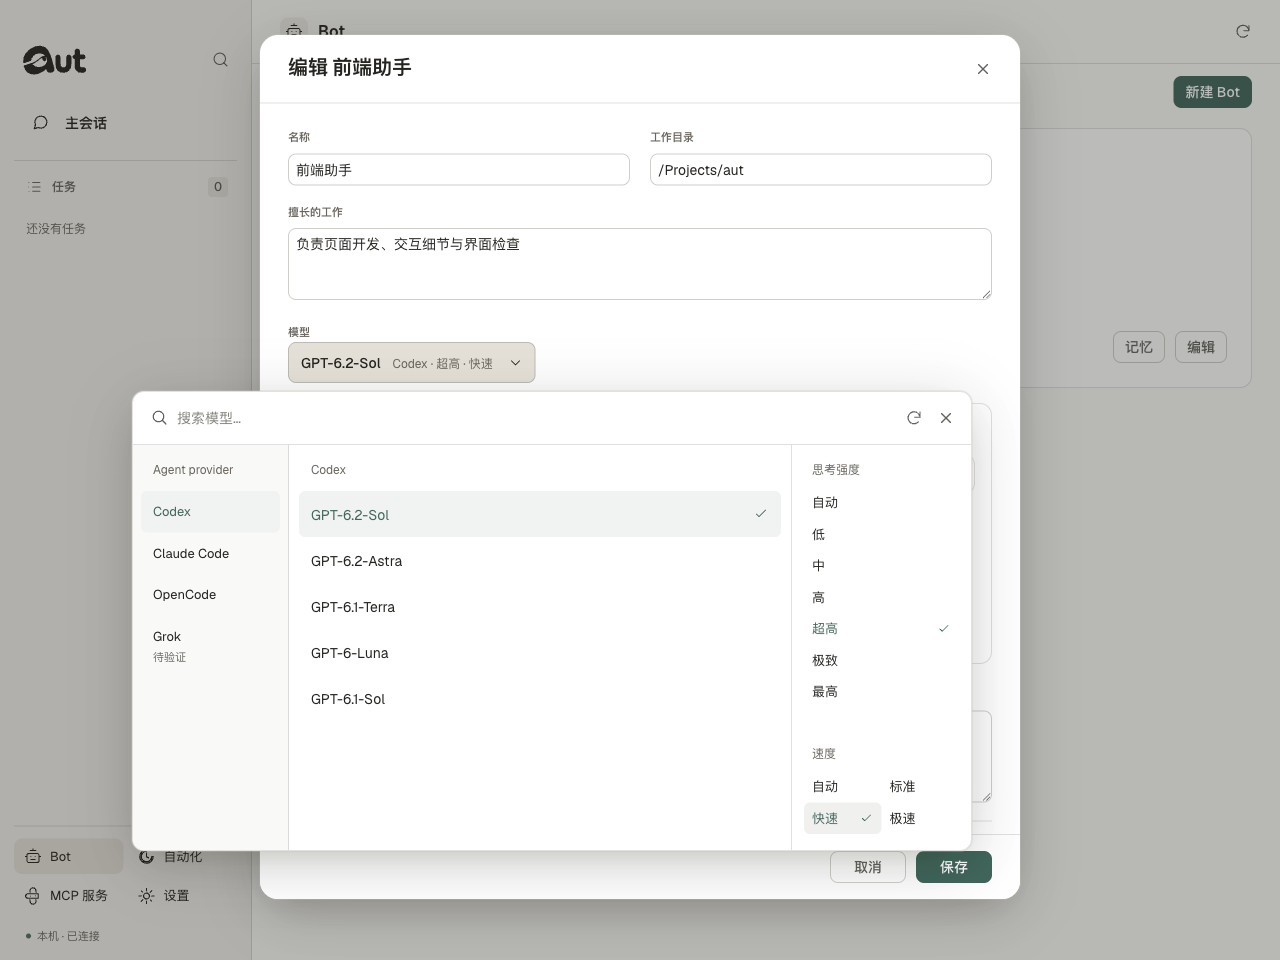 Aut
主会话
任务
0
还没有任务
Bot
自动化
MCP 服务
设置
本机 · 已连接
Bot
新建 Bot
记忆
编辑
编辑 前端助手
名称
工作目录
前端助手
/Projects/aut
擅长的工作
负责页面开发、交互细节与界面检查
模型
GPT-6.2-Sol Codex · 超高 · 快速
搜索模型...
Agent provider
Codex
Claude Code
OpenCode
Grok
待验证
Codex
GPT-6.2-Sol
GPT-6.2-Astra
GPT-6.1-Terra
GPT-6-Luna
GPT-6.1-Sol
思考强度
自动
低
中
高
超高
极致
最高
速度
自动 标准
快速 极速
取消
保存